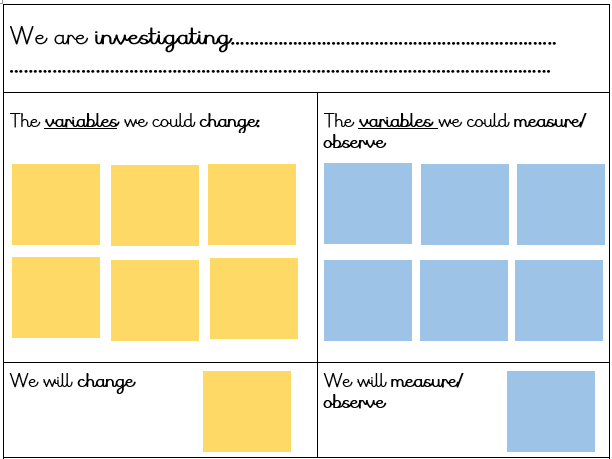 We are investigating......................................................................
....................................................................................................................
The variables we could change:
The variables we could measure/
observe
We will change
We will measure/
observe